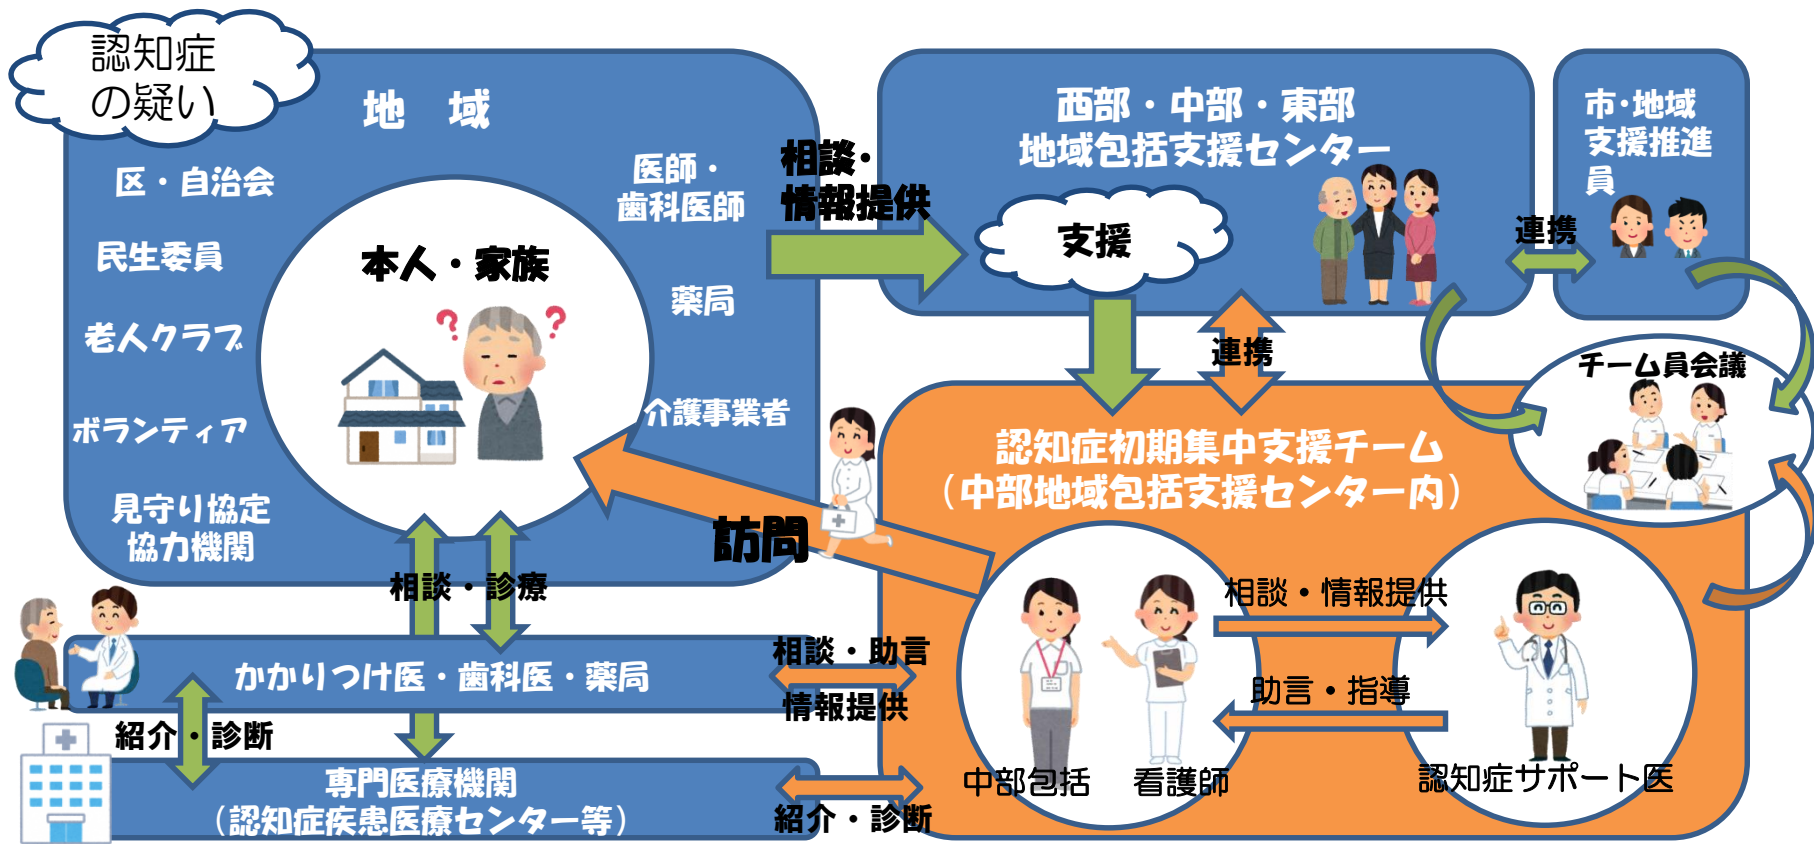 認知症
の疑い
地　域
区・自治会
民生委員
老人クラブ
ボランティア
見守り協定
協力機関
本人・家族
医師・
歯科医師
薬局
介護事業者
相談・
情報提供
西部・中部・東部
地域包括支援センター
支援
連携
市・地域
支援推進
員
連携
チーム員会議
認知症初期集中支援チーム
（中部地域包括支援センター内）
訪問
相談・情報提供
助言・指導
中部包括
看護師
認知症サポート医
相談・診療
かかりつけ医・歯科医・薬局
相談・助言
情報提供
紹介・診断
専門医療機関
（認知症疾患医療センター等）
紹介・診断